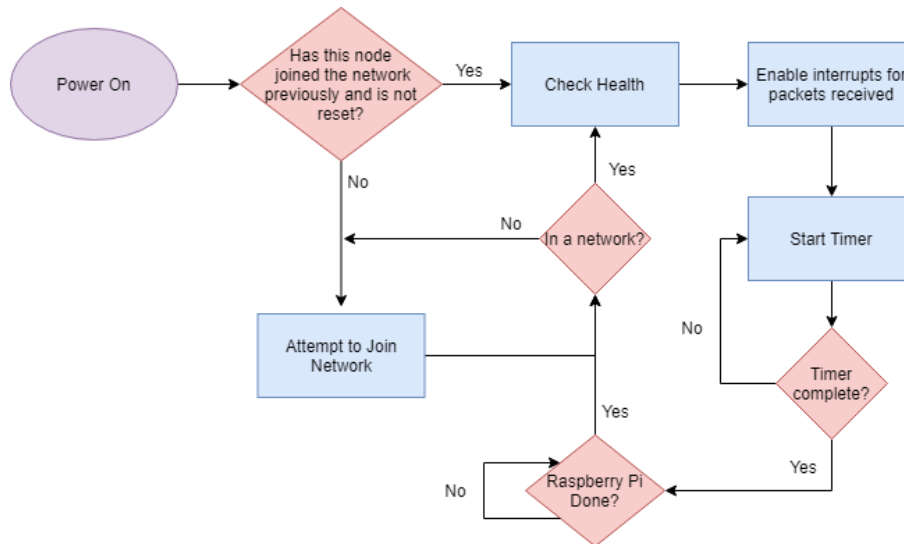 Power On
Has this node
joined the network
previously and is not
reset?
Yes
Check Health
Enable interrupts for
packets received
No
Yes
No
In a network?
Start Timer
Attempt to Join
Network
No
Timer
complete?
Yes
Yes
No
Raspberry Pi
Done?